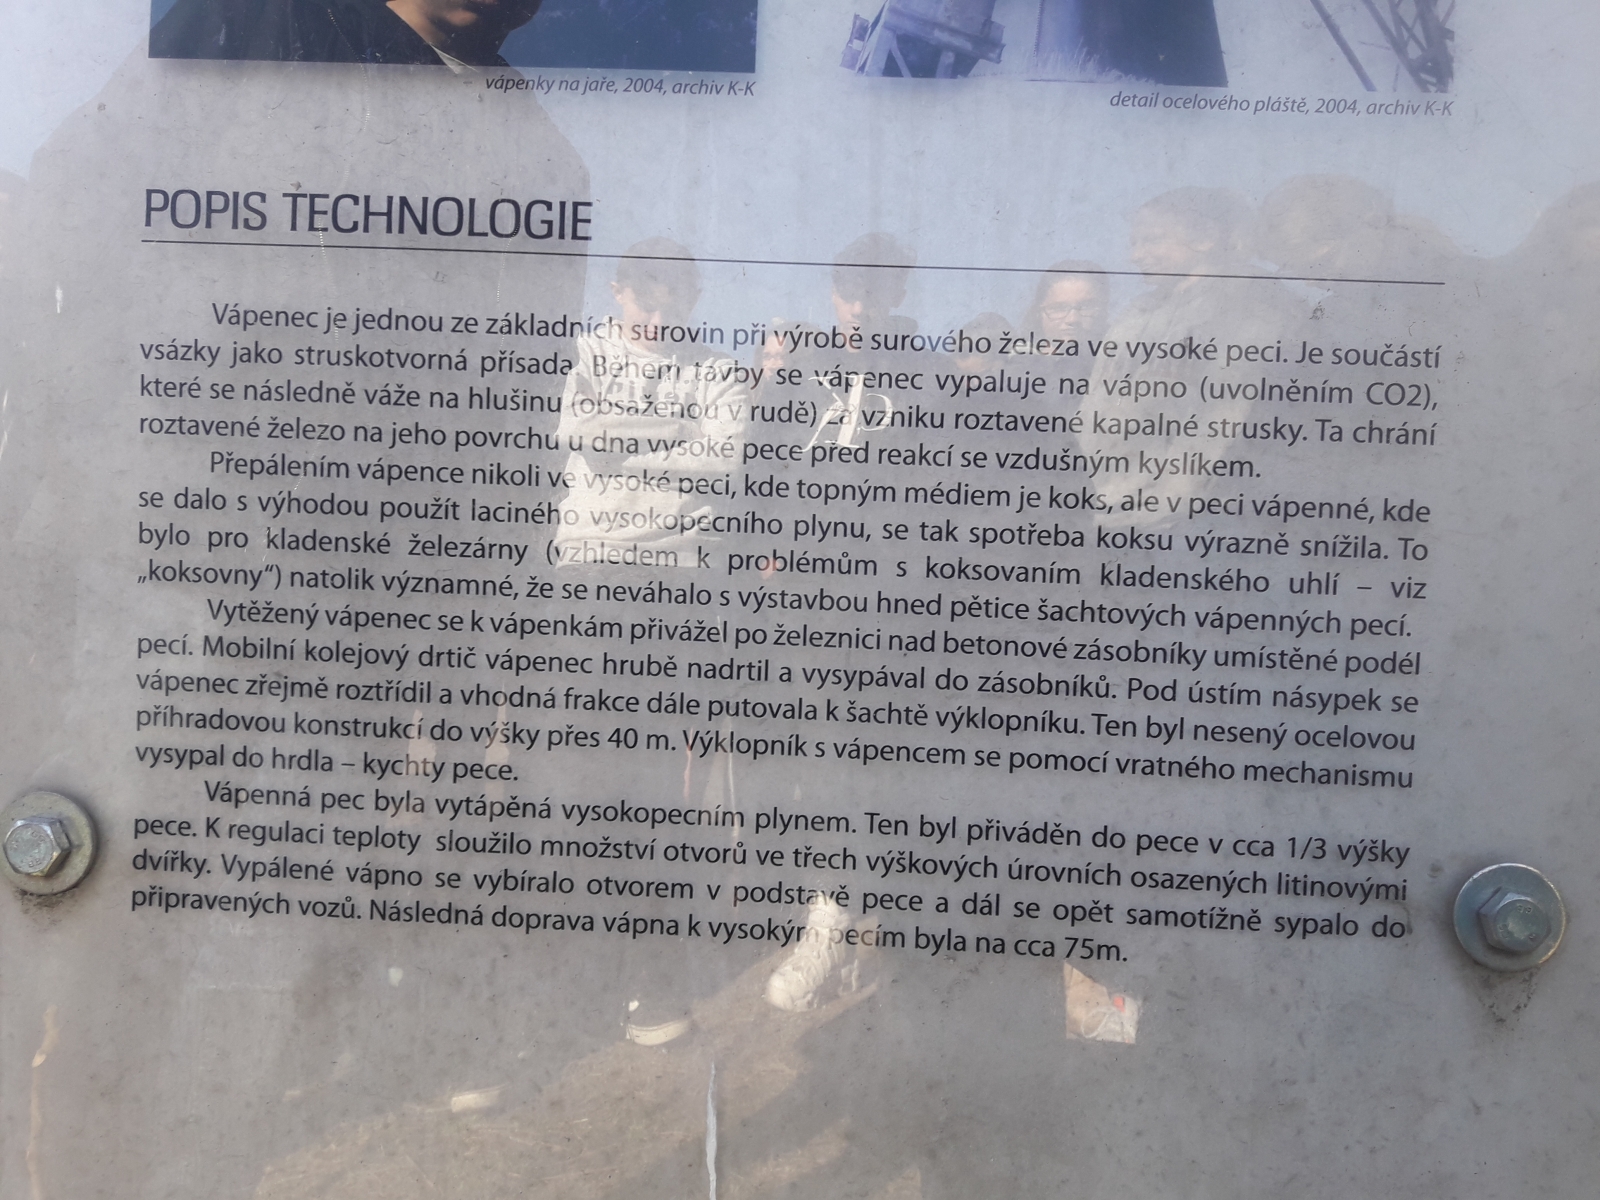 vápenky na jaře, 2004, archiv K-K
detail ocelového pláště, 2004, archiv K-K
POPIS TECHNOLOGIE
Vápenec je jednou ze základních surovin při výrobě surového železa ve vysoké peci. Je součástí
vsázky jako struskotvorná přísada. Během tavby se vápenec vypaluje na vápno (uvolněním CO2),
které se následně váže na hlušinu (obsaženou v rudě) za vzniku roztavené kapalné strusky. Ta chrání
roztavené železo na jeho povrchu u dna vysoké pece před reakcí se vzdušným kyslíkem.
Přepálením vápence nikoli ve vysoké peci, kde topným médiem je koks, ale v peci vápenné, kde
se dalo s výhodou použít laciného vysokopecního plynu, se tak spotřeba koksu výrazně snížila. To
bylo pro kladenské železárny (vzhledem k problémům s koksovaním kladenského uhlí – viz
„koksovny“) natolik významné, že se neváhalo s výstavbou hned pětice šachtových vápenných pecí.
Vytěžený vápenec se k vápenkám přivážel po železnici nad betonové zásobníky umístěné podél
pecí. Mobilní kolejový drtič vápenec hrubě nadrtil a vysypával do zásobníků. Pod ústím násypek se
vápenec zřejmě roztřídil a vhodná frakce dále putovala k šachtě výklopníku. Ten byl nesený ocelovou
příhradovou konstrukcí do výšky přes 40 m. Výklopník s vápencem se pomocí vratného mechanismu
vysypal do hrdla – kychty pece.
Vápenná pec byla vytápěná vysokopecním plynem. Ten byl přiváděn do pece v cca 1/3 výšky
pece. K regulaci teploty sloužilo množství otvorů ve třech výškových úrovních osazených litinovými
dvířky. Vypálené vápno se vybíralo otvorem v podstavě pece a dál se opět samotížně sypalo do
připravených vozů. Následná doprava vápna k vysokým pecím byla na cca 75m.